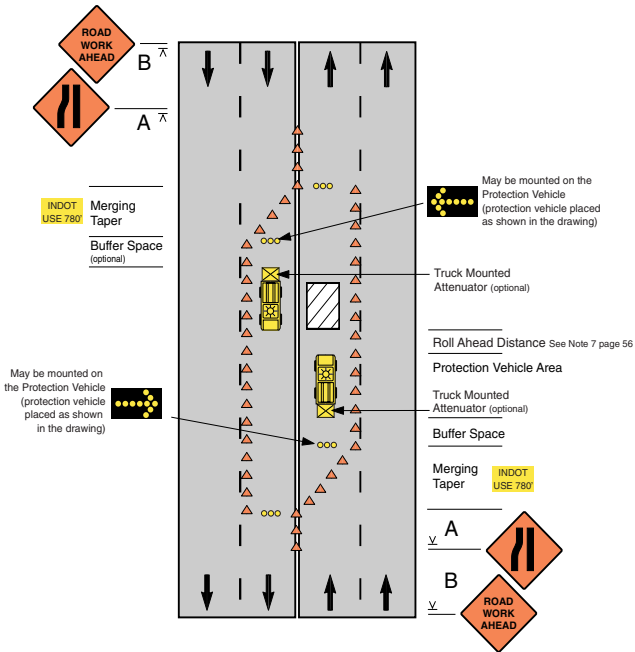 ROAD
WORK
AHEAD
B
A
INDOT
USE 780'
Merging
Taper
Buffer Space
(optional)
May be mounted on the
Protection Vehicle
(protection vehicle placed
as shown in the drawing)
Truck Mounted
Attenuator (optional)
Roll Ahead Distance See Note 7 page 56
Protection Vehicle Area
May be mounted on
the Protection Vehicle
(protection vehicle
placed as shown
in the drawing)
Truck Mounted
Attenuator (optional)
Buffer Space
Merging
Taper
INDOT
USE 780'
A
B
ROAD
WORK
AHEAD